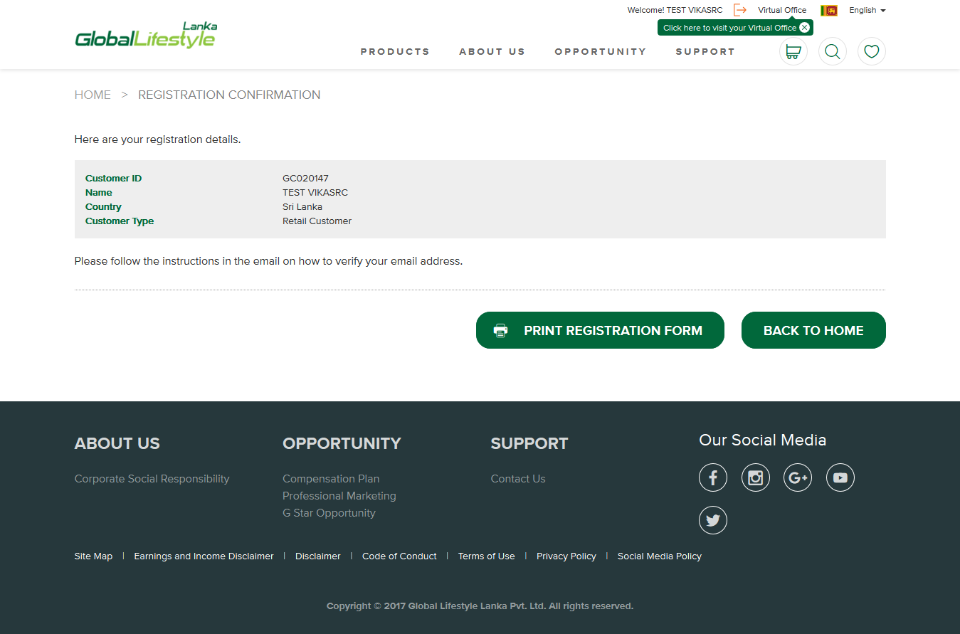 Welcome! TEST VIKASRC Virtual Office English
Click here to visit your Virtual Office
Lanka
GlobalLifestyle
PRODUCTS ABOUT US OPPORTUNITY SUPPORT
HOME > REGISTRATION CONFIRMATION
Here are your registration details.
Customer ID GC020147
Name TEST VIKASRC
Country Sri Lanka
Customer Type Retail Customer
Please follow the instructions in the email on how to verify your email address.
PRINT REGISTRATION FORM BACK TO HOME
ABOUT US
Corporate Social Responsibility
OPPORTUNITY
Compensation Plan
Professional Marketing
G Star Opportunity
SUPPORT
Contact Us
Our Social Media
G+
Site Map | Earnings and Income Disclaimer | Disclaimer | Code of Conduct | Terms of Use | Privacy Policy | Social Media Policy
Copyright © 2017 Global Lifestyle Lanka Pvt. Ltd. All rights reserved.